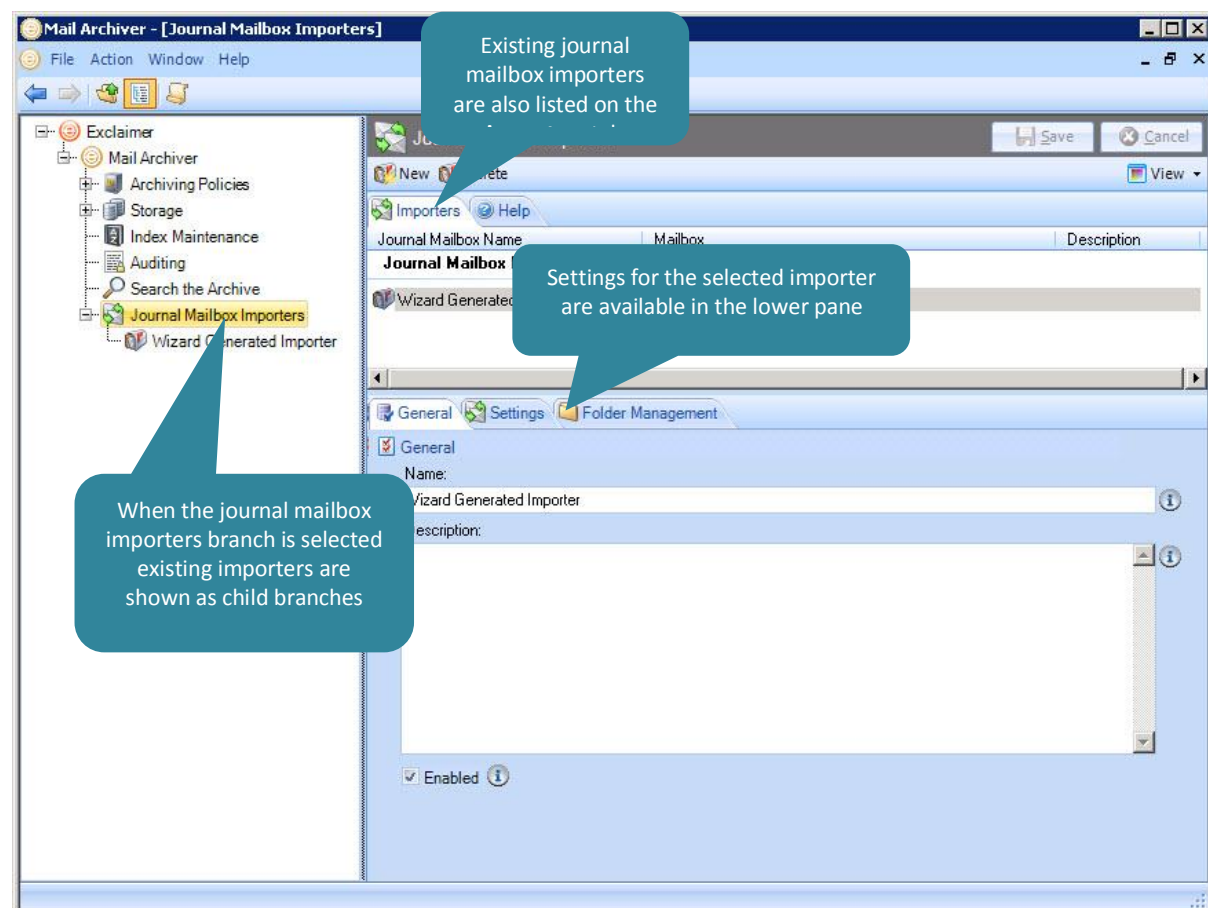 Mail Archiver - [Journal Mailbox Importers]
File Action Window Help
Existing journal
mailbox importers
are also listed on the
Exclaimer
Mail Archiver
Archiving Policies
Storage
Index Maintenance
Auditing
Search the Archive
Journal Mailbox Importers
Wizard Generated Importer
Save
Cancel
New
View
Importers
Help
Journal Mailbox Name
Mailbox
Description
Journal Mailbox
Wizard Generated
Settings for the selected importer
are available in the lower pane
General
Settings
Folder Management
General
Name:
Wizard Generated Importer
Description:
When the journal mailbox
importers branch is selected
existing importers are
shown as child branches
Enabled